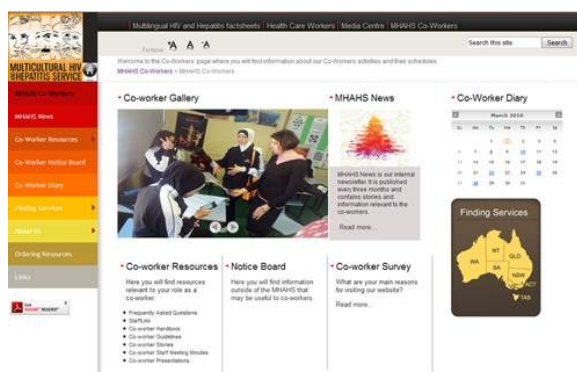 Multilingual HIV and Hepatitis factsheets | Health Care Workers | Media Centre | MHAHS Co-Workers
Search this site
Search
Welcome to the Co-Workers' page where you will find information about our Co-Workers activities and their schedules.
MHAHS Co-Workers > MHAHS Co-Workers
MULTICULTURAL HIV
AND HEPATITIS SERVICE
MHAHS Co-Workers
MHAHS News
Co-Worker Resources
Co-Worker Notice Board
Co-Worker Diary
Finding Services
About Us
Ordering Resources
Links
Co-worker Gallery
MHAHS News
MHAHS News is our internal
newsletter. It is published
every three months and
contains stories and
information relevant to the
co-workers.
Read more...
Co-Worker Diary
March 2010
Finding Services
WA
NT
SA
QLD
NSW
ACT
TAS
Co-worker Resources
Here you will find resources
relevant to your role as a
co-worker:
Frequently Asked Questions
StaffLink
Co-worker Handbook
Co-worker Guidelines
Co-worker Stories
Co-worker Staff Meeting Minutes
Co-worker Presentations
Notice Board
Here you will find information
outside of the MHAHS that
may be useful to co-workers.
Co-worker Survey
What are your main reasons
for visiting our website?
Read more...